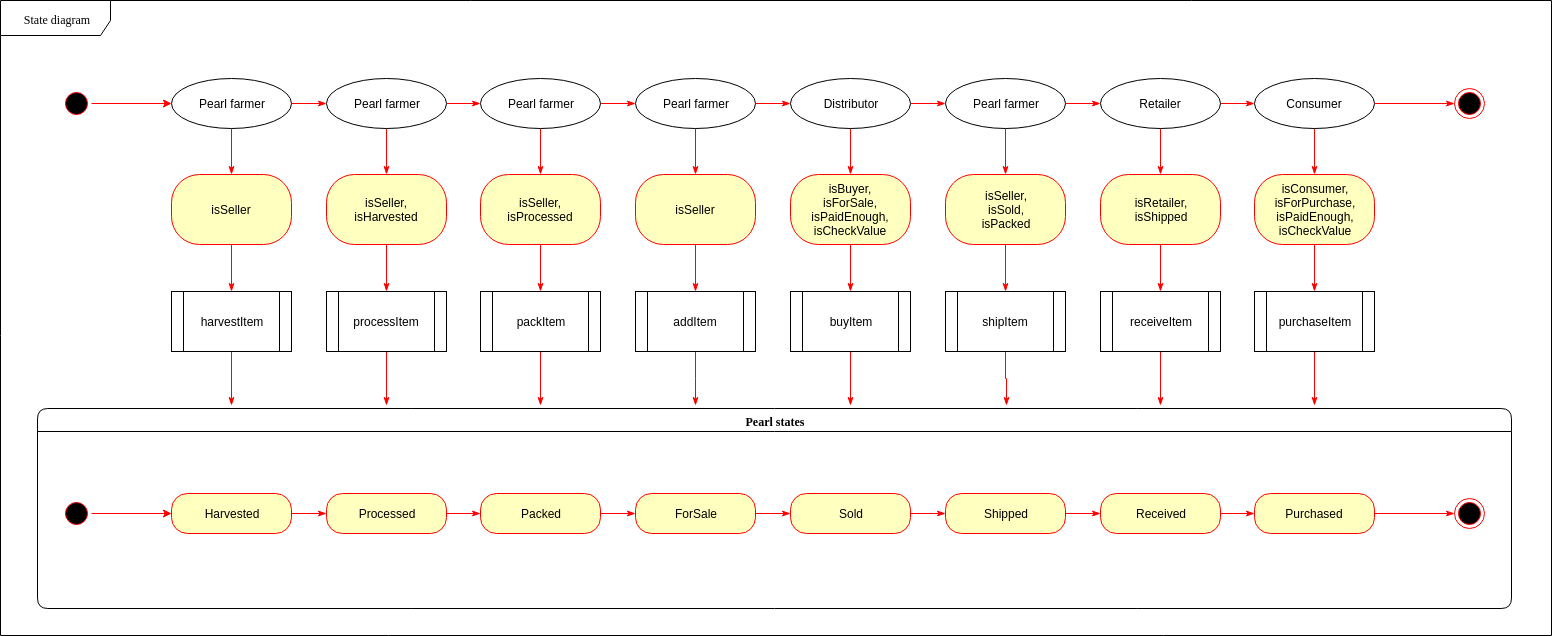 State diagram
Pearl farmer
Pearl farmer
Pearl farmer
Pearl farmer
Distributor
Pearl farmer
Retailer
Consumer
isSeller
isSeller,
isHarvested
isSeller,
isProcessed
isSeller
isBuyer,
isForSale,
isPaidEnough,
isCheckValue
isSeller,
isSold,
isPacked
isRetailer,
isShipped
isConsumer,
isForPurchase,
isPaidEnough,
isCheckValue
harvestItem
processItem
packItem
addItem
buyItem
shipItem
receiveItem
purchaseItem
Pearl states
Harvested
Processed
Packed
ForSale
Sold
Shipped
Received
Purchased